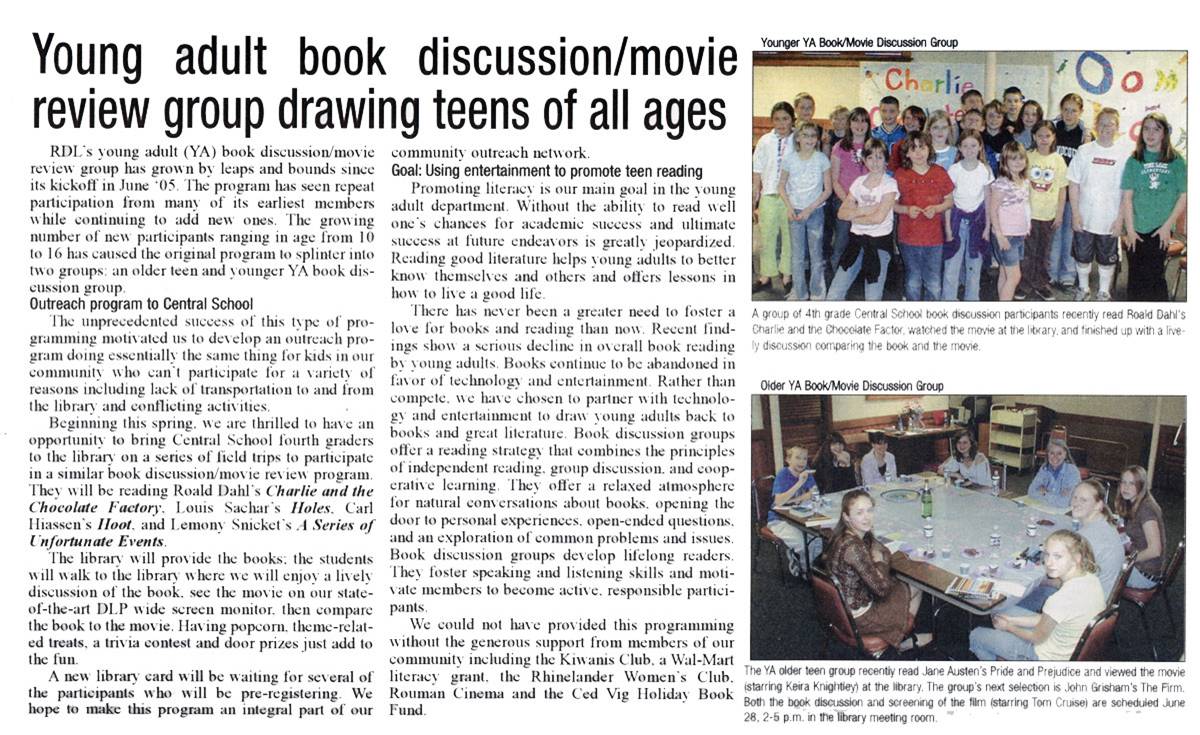 Young adult book discussion/movie
review group drawing teens of all ages
RDL's young adult (YA) book discussion/movie
review group has grown by leaps and bounds since
its kickoff in June '05. The program has seen repeat
participation from many of its earliest members
while continuing to add new ones. The growing
number of new participants ranging in age from 10
to 16 has caused the original program to splinter into
two groups: an older teen and younger YA book dis-
cussion group.
Outreach program to Central School
The unprecedented success of this type of pro-
gramming motivated us to develop an outreach pro-
gram doing essentially the same thing for kids in our
community who can't participate for a variety of
reasons including lack of transportation to and from
the library and conflicting activities.
Beginning this spring, we are thrilled to have an
opportunity to bring Central School fourth graders
to the library on a series of field trips to participate
in a similar book discussion/movie review program.
They will be reading Roald Dahl's Charlie and the
Chocolate Factory, Louis Sachar's Holes, Carl
Hiassen's Hoot, and Lemony Snicket's A Series of
Unfortunate Events.
The library will provide the books; the students
will walk to the library where we will enjoy a lively
discussion of the book, see the movie on our state-
of-the-art DLP wide screen monitor, then compare
the book to the movie. Having popcorn, theme-relat-
ed treats, a trivia contest and door prizes just add to
the fun.
A new library card will be waiting for several of
the participants who will be pre-registering. We
hope to make this program an integral part of our
community outreach network.
Goal: Using entertainment to promote teen reading
Promoting literacy is our main goal in the young
adult department. Without the ability to read well
one's chances for academic success and ultimate
success at future endeavors is greatly jeopardized.
Reading good literature helps young adults to better
know themselves and others and offers lessons in
how to live a good life.
There has never been a greater need to foster a
love for books and reading than now. Recent find-
ings show a serious decline in overall book reading
by young adults. Books continue to be abandoned in
favor of technology and entertainment. Rather than
compete, we have chosen to partner with technolo-
gy and entertainment to draw young adults back to
books and great literature. Book discussion groups
offer a reading strategy that combines the principles
of independent reading, group discussion, and coop-
erative learning. They offer a relaxed atmosphere
for natural conversations about books, opening the
door to personal experiences, open-ended questions,
and an exploration of common problems and issues.
Book discussion groups develop lifelong readers.
They foster speaking and listening skills and moti-
vate members to become active, responsible partici-
pants.
We could not have provided this programming
without the generous support from members of our
community including the Kiwanis Club, a Wal-Mart
literacy grant, the Rhinelander Women's Club,
Rouman Cinema and the Ced Vig Holiday Book
Fund.
Younger YA Book/Movie Discussion Group
Charlie
Oom
A group of 4th grade Central School book discussion participants recently read Roald Dahl's
Charlie and the Chocolate Factor, watched the movie at the library, and finished up with a live-
ly discussion comparing the book and the movie.
Older YA Book/Movie Discussion Group
The YA older teen group recently read Jane Austen's Pride and Prejudice and viewed the movie
(starring Keira Knightley) at the library. The group's next selection is John Grisham's The Firm.
Both the book discussion and screening of the film (starring Tom Cruise) are scheduled June
28, 2-5 p.m. in the library meeting room.